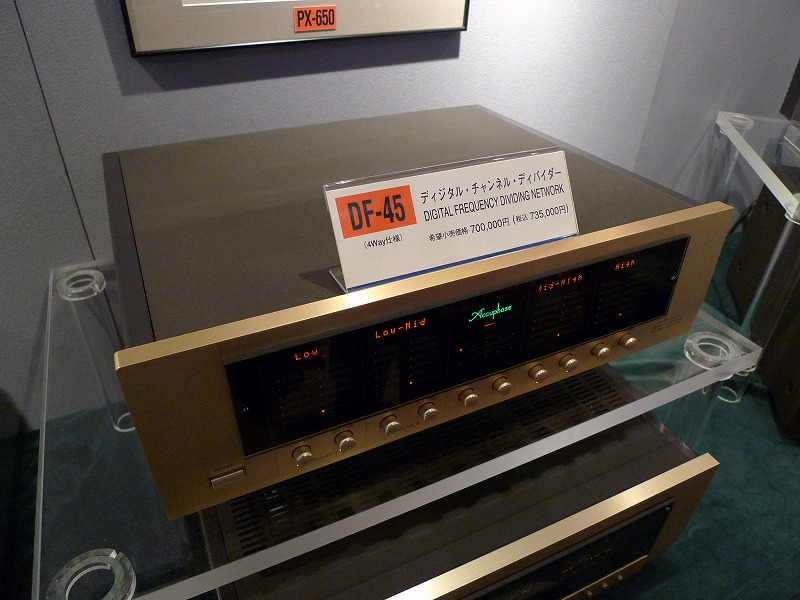 PX-650
DF-45
(4Way仕様)
ディジタル・チャンネル・ディバイダー
DIGITAL FREQUENCY DIVIDING NETWORK
希望小売価格 700,000円 (税込 735,000円)
Low
Low-Mid
Accuphase
Mid-High
High